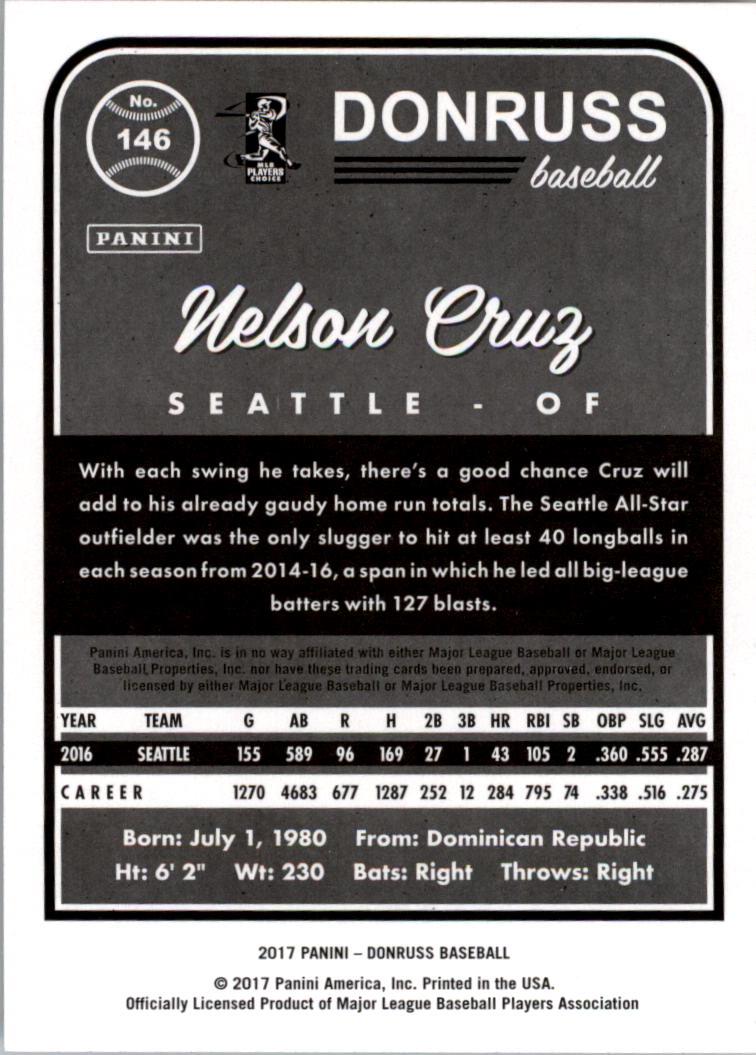 No.
146
MLB
PLAYERS
CHOICE
DONRUSS
baseball
PANINI
Nelson Cruz
SEATTLE - OF
With each swing he takes, there's a good chance Cruz will
add to his already gaudy home run totals. The Seattle All-Star
outfielder was the only slugger to hit at least 40 longballs in
each season from 2014-16, a span in which he led all big-league
batters with 127 blasts.
Panini America, Inc. is in no way affiliated with either Major League Baseball or Major League
Baseball Properties, Inc. nor have these trading cards been prepared, approved, endorsed, or
licensed by either Major League Baseball or Major League Baseball Properties, Inc.
YEAR TEAM G AB R H 2B 3B HR RBI SB OBP SLG AVG
2016 SEATTLE 155 589 96 169 27 1 43 105 2 .360 .555 .287
CAREER 1270 4683 677 1287 252 12 284 795 74 .338 .516 .275
Born: July 1, 1980 From: Dominican Republic
Ht: 6' 2" Wt: 230 Bats: Right Throws: Right
2017 PANINI – DONRUSS BASEBALL
© 2017 Panini America, Inc. Printed in the USA.
Officially Licensed Product of Major League Baseball Players Association